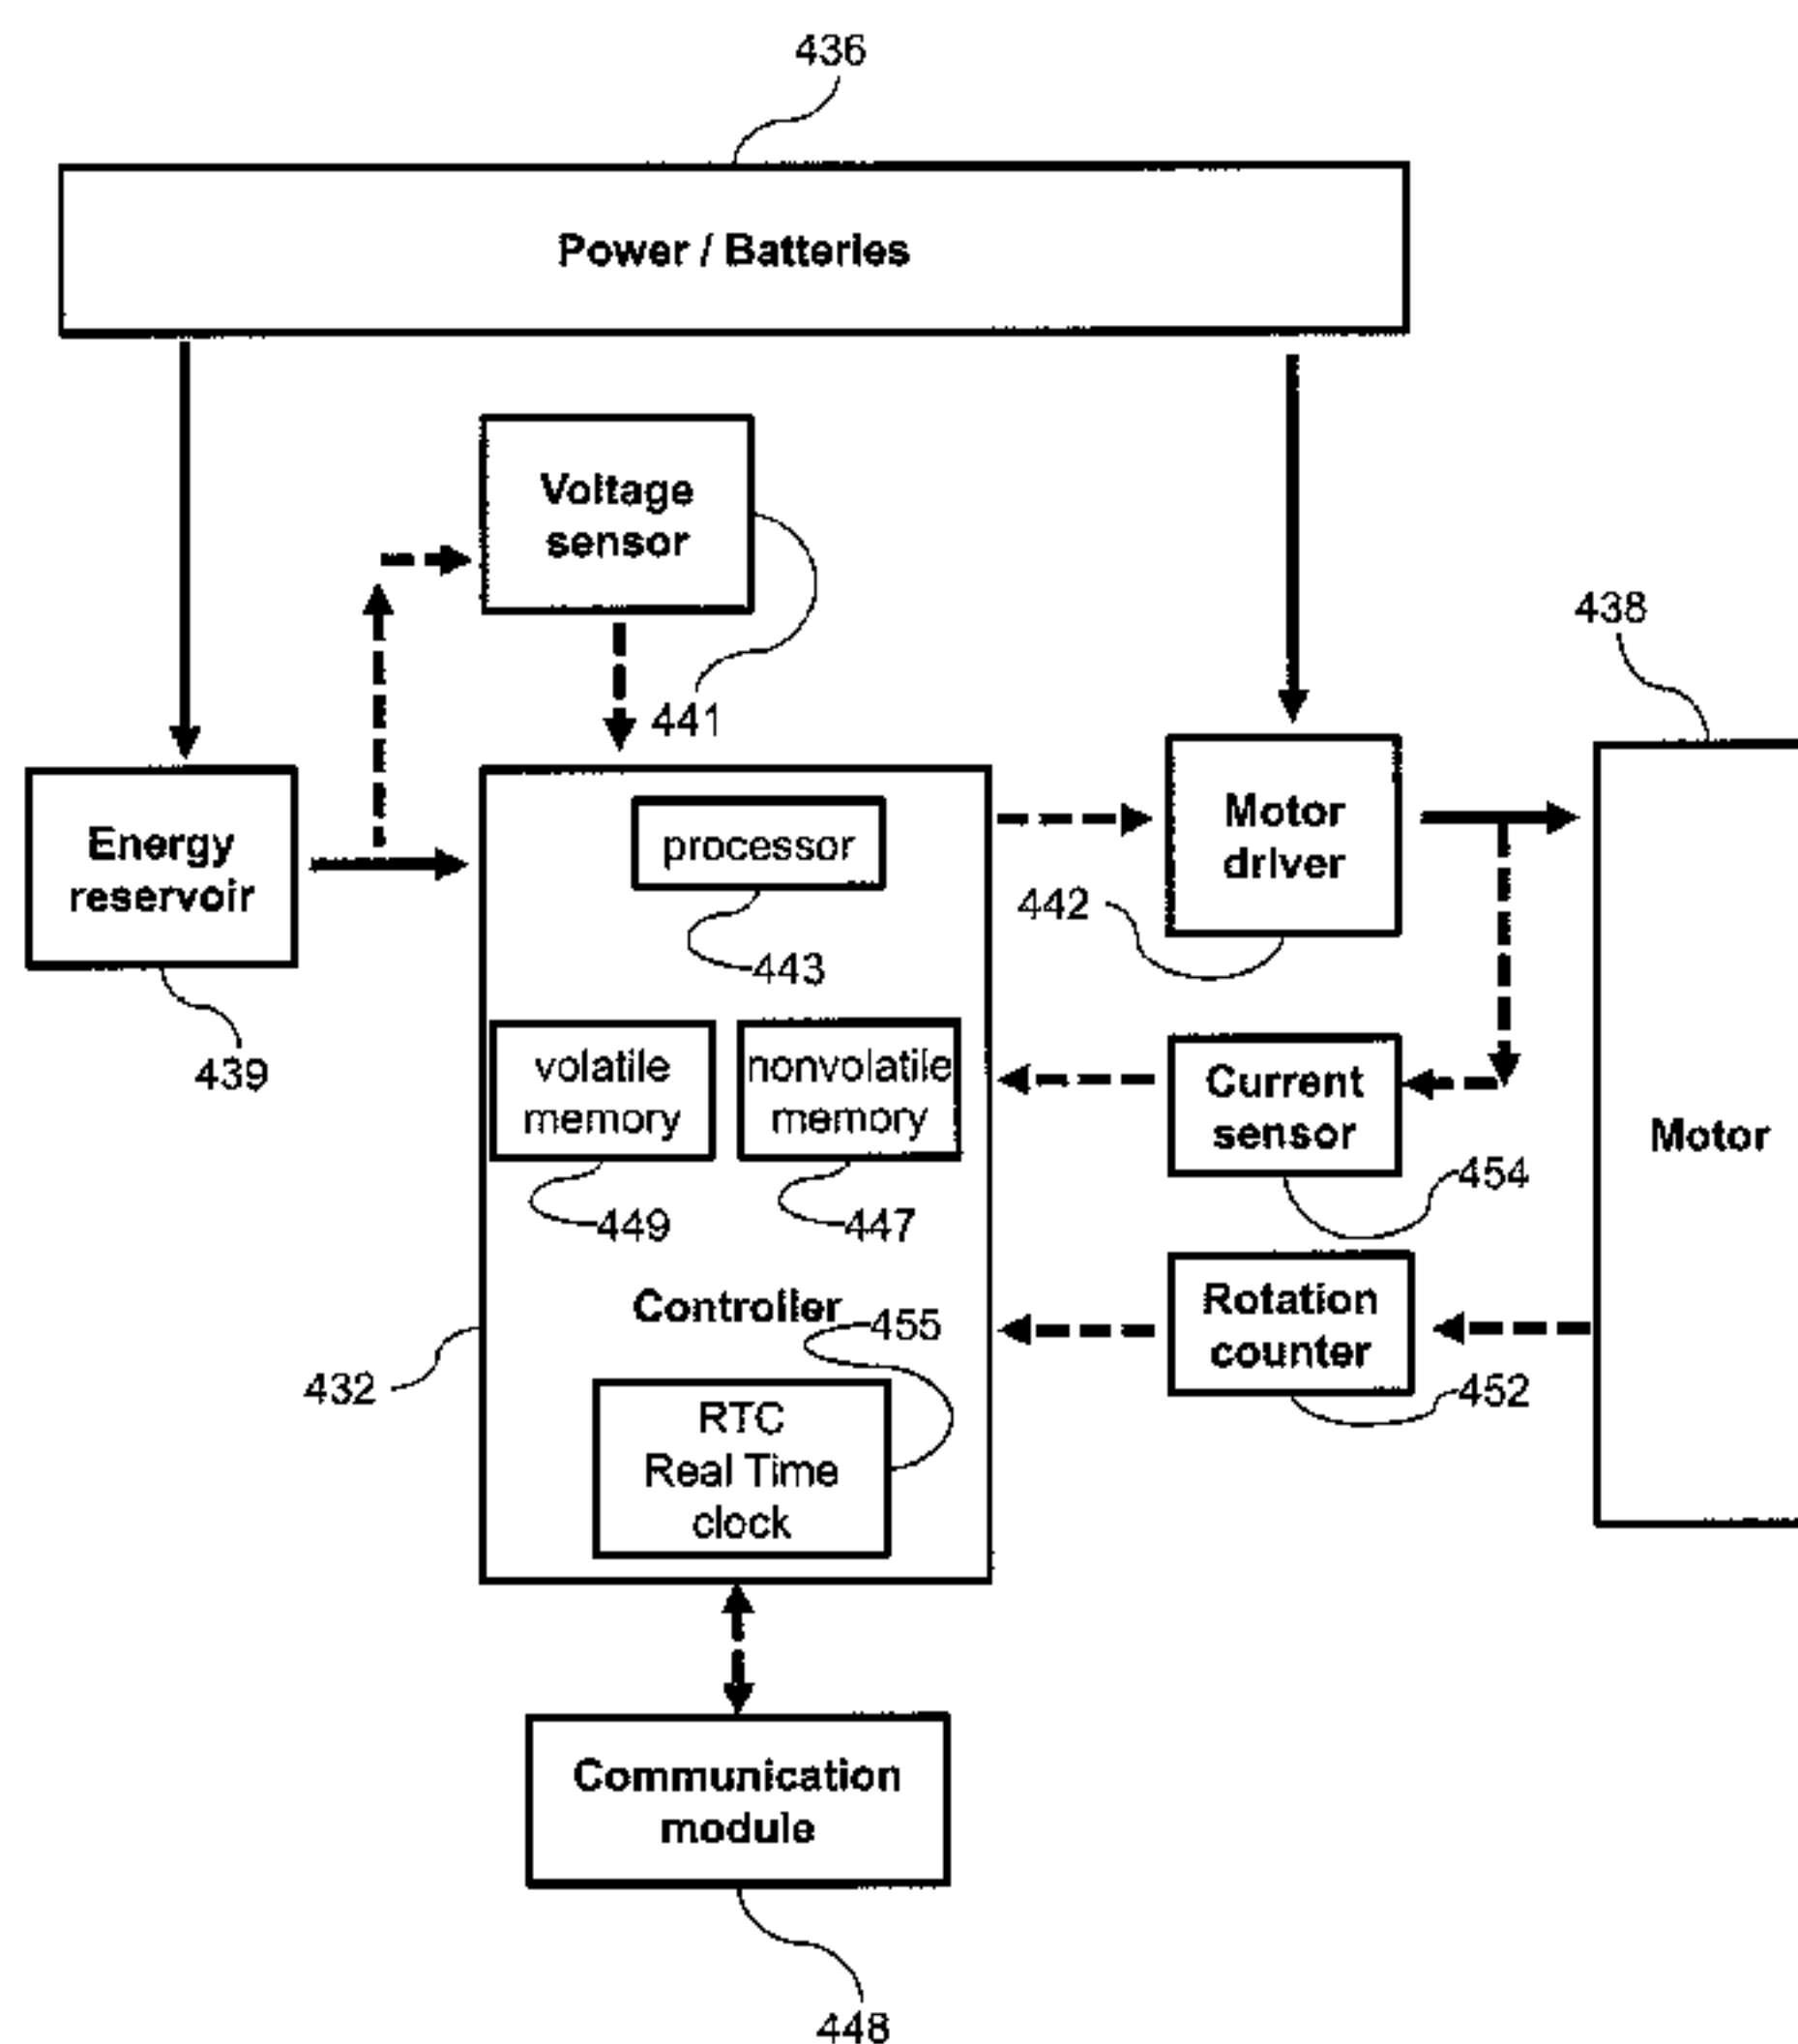 436
Power / Batteries
Voltage
sensor
441
438
Energy
reservoir
439
processor
443
Motor
driver
442
volatile
memory
449
nonvolatile
memory
447
Current
sensor
454
Motor
Controller
455
432
Rotation
counter
452
RTC
Real Time
clock
Communication
module
448